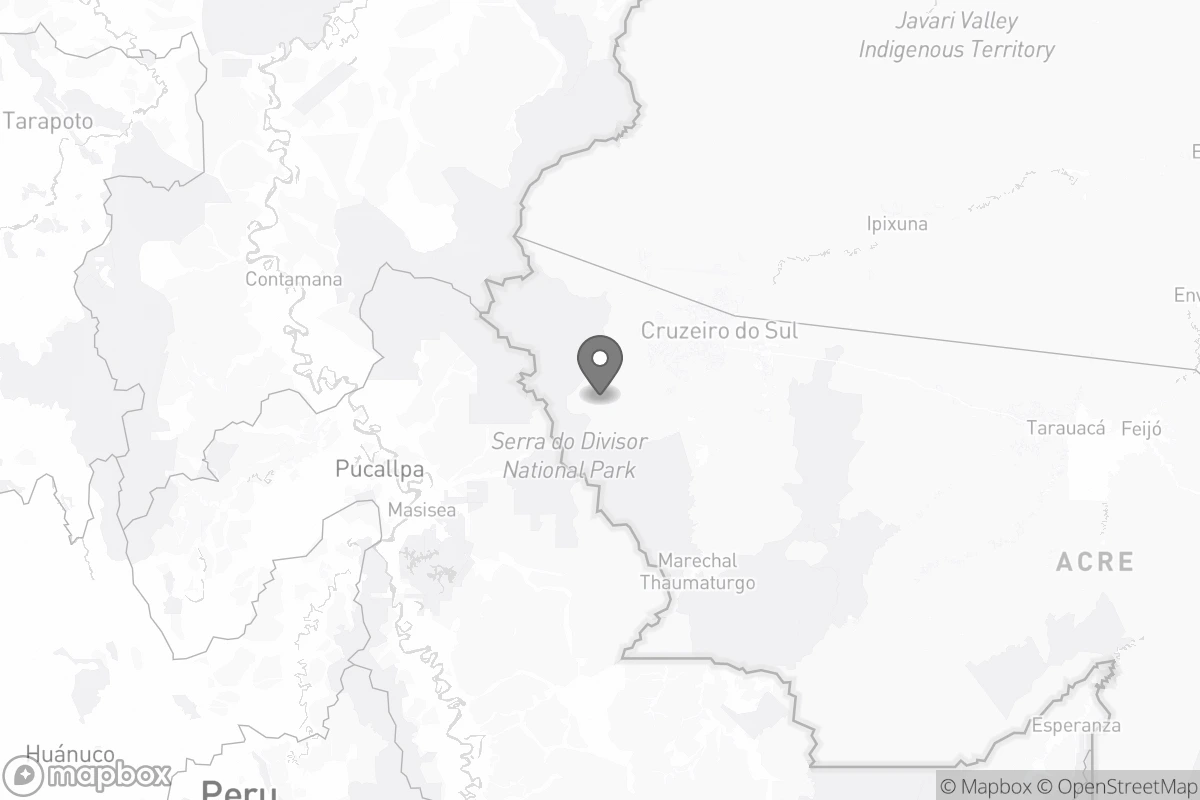 Javari Valley
Indigenous Territory
Tarapoto
E
Ipixuna
Contamana
Env
Cruzeiro do Sul
Tarauacá
Feijó
Serra do Divisor
National Park
Pucallpa
Masisea
Marechal
Thaumaturgo
ACRE
Esperanza
Huánuco
mapbox
Peru
© Mapbox © OpenStreetMap